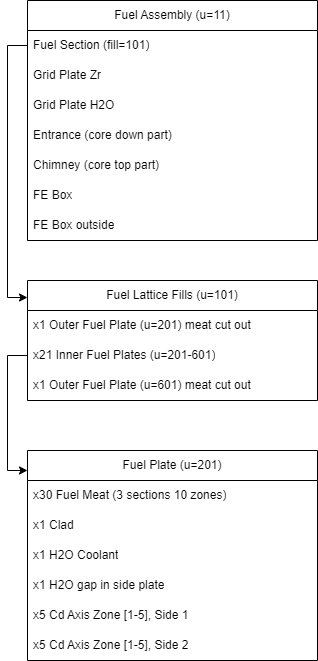 Fuel Assembly (u=11)
Fuel Section (fill=101)
Grid Plate Zr
Grid Plate H2O
Entrance (core down part)
Chimney (core top part)
FE Box
FE Box outside
Fuel Lattice Fills (u=101)
x1 Outer Fuel Plate (u=201) meat cut out
x21 Inner Fuel Plates (u=201-601)
x1 Outer Fuel Plate (u=601) meat cut out
Fuel Plate (u=201)
x30 Fuel Meat (3 sections 10 zones)
x1 Clad
x1 H2O Coolant
x1 H2O gap in side plate
x5 Cd Axis Zone [1-5], Side 1
x5 Cd Axis Zone [1-5], Side 2